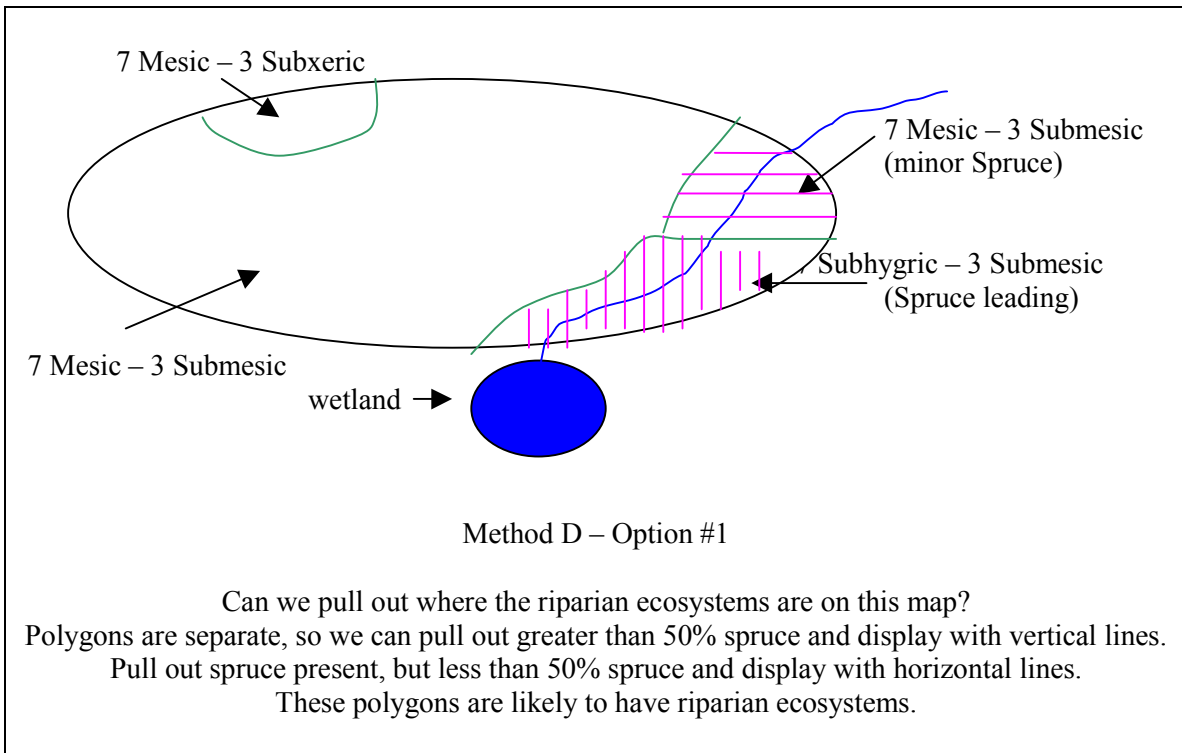 7 Mesic – 3 Subxeric
7 Mesic – 3 Submesic
(minor Spruce)
Subhygric – 3 Submesic
(Spruce leading)
7 Mesic – 3 Submesic
wetland
Method D – Option #1
Can we pull out where the riparian ecosystems are on this map?
Polygons are separate, so we can pull out greater than 50% spruce and display with vertical lines.
Pull out spruce present, but less than 50% spruce and display with horizontal lines.
These polygons are likely to have riparian ecosystems.